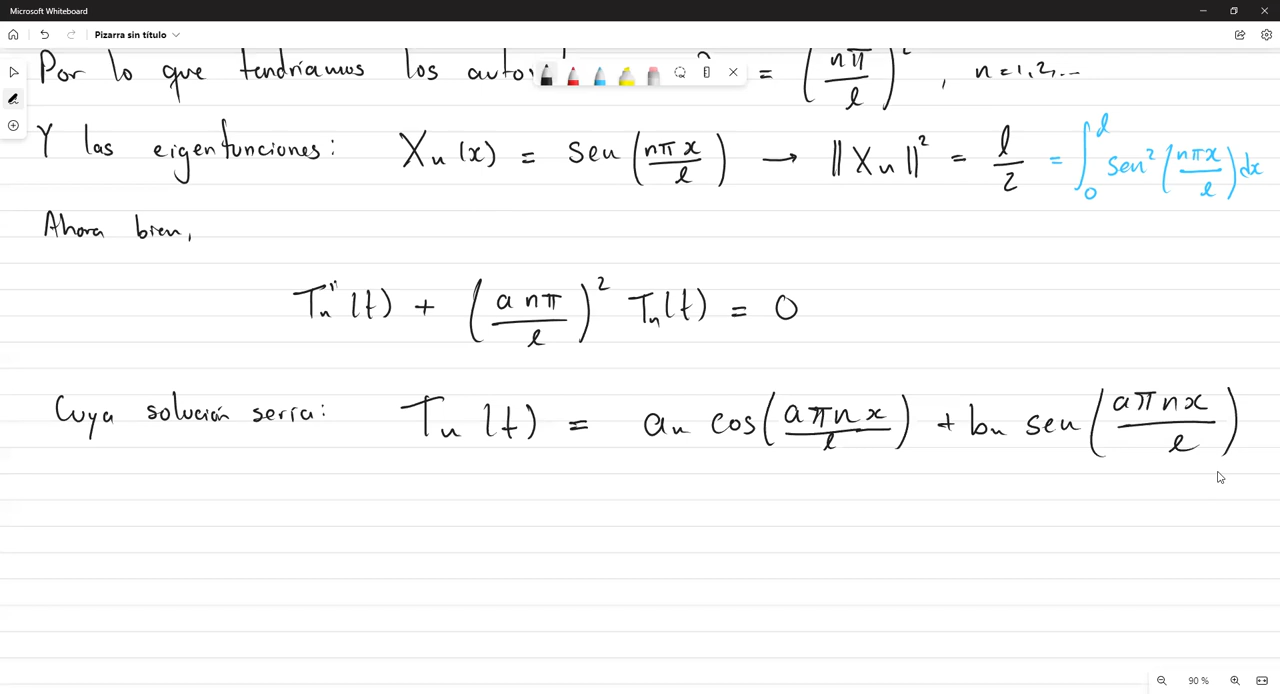 Microsoft Whiteboard
Pizarra sin título
Por lo que tendríamos los = (nπ/l)², n=1,2,...
Y las eigenfunciones: Xn(x) = sen(nπx/l) → ||Xn||² = l/2 = ∫₀ˡ sen²(nπx/l)dx
Ahora bien,
Tn''(t) + (anπ/l)² Tn(t) = 0
Cuya solución sería: Tn(t) = an cos(aπnx/l) + bn sen(aπnx/l)
90 %